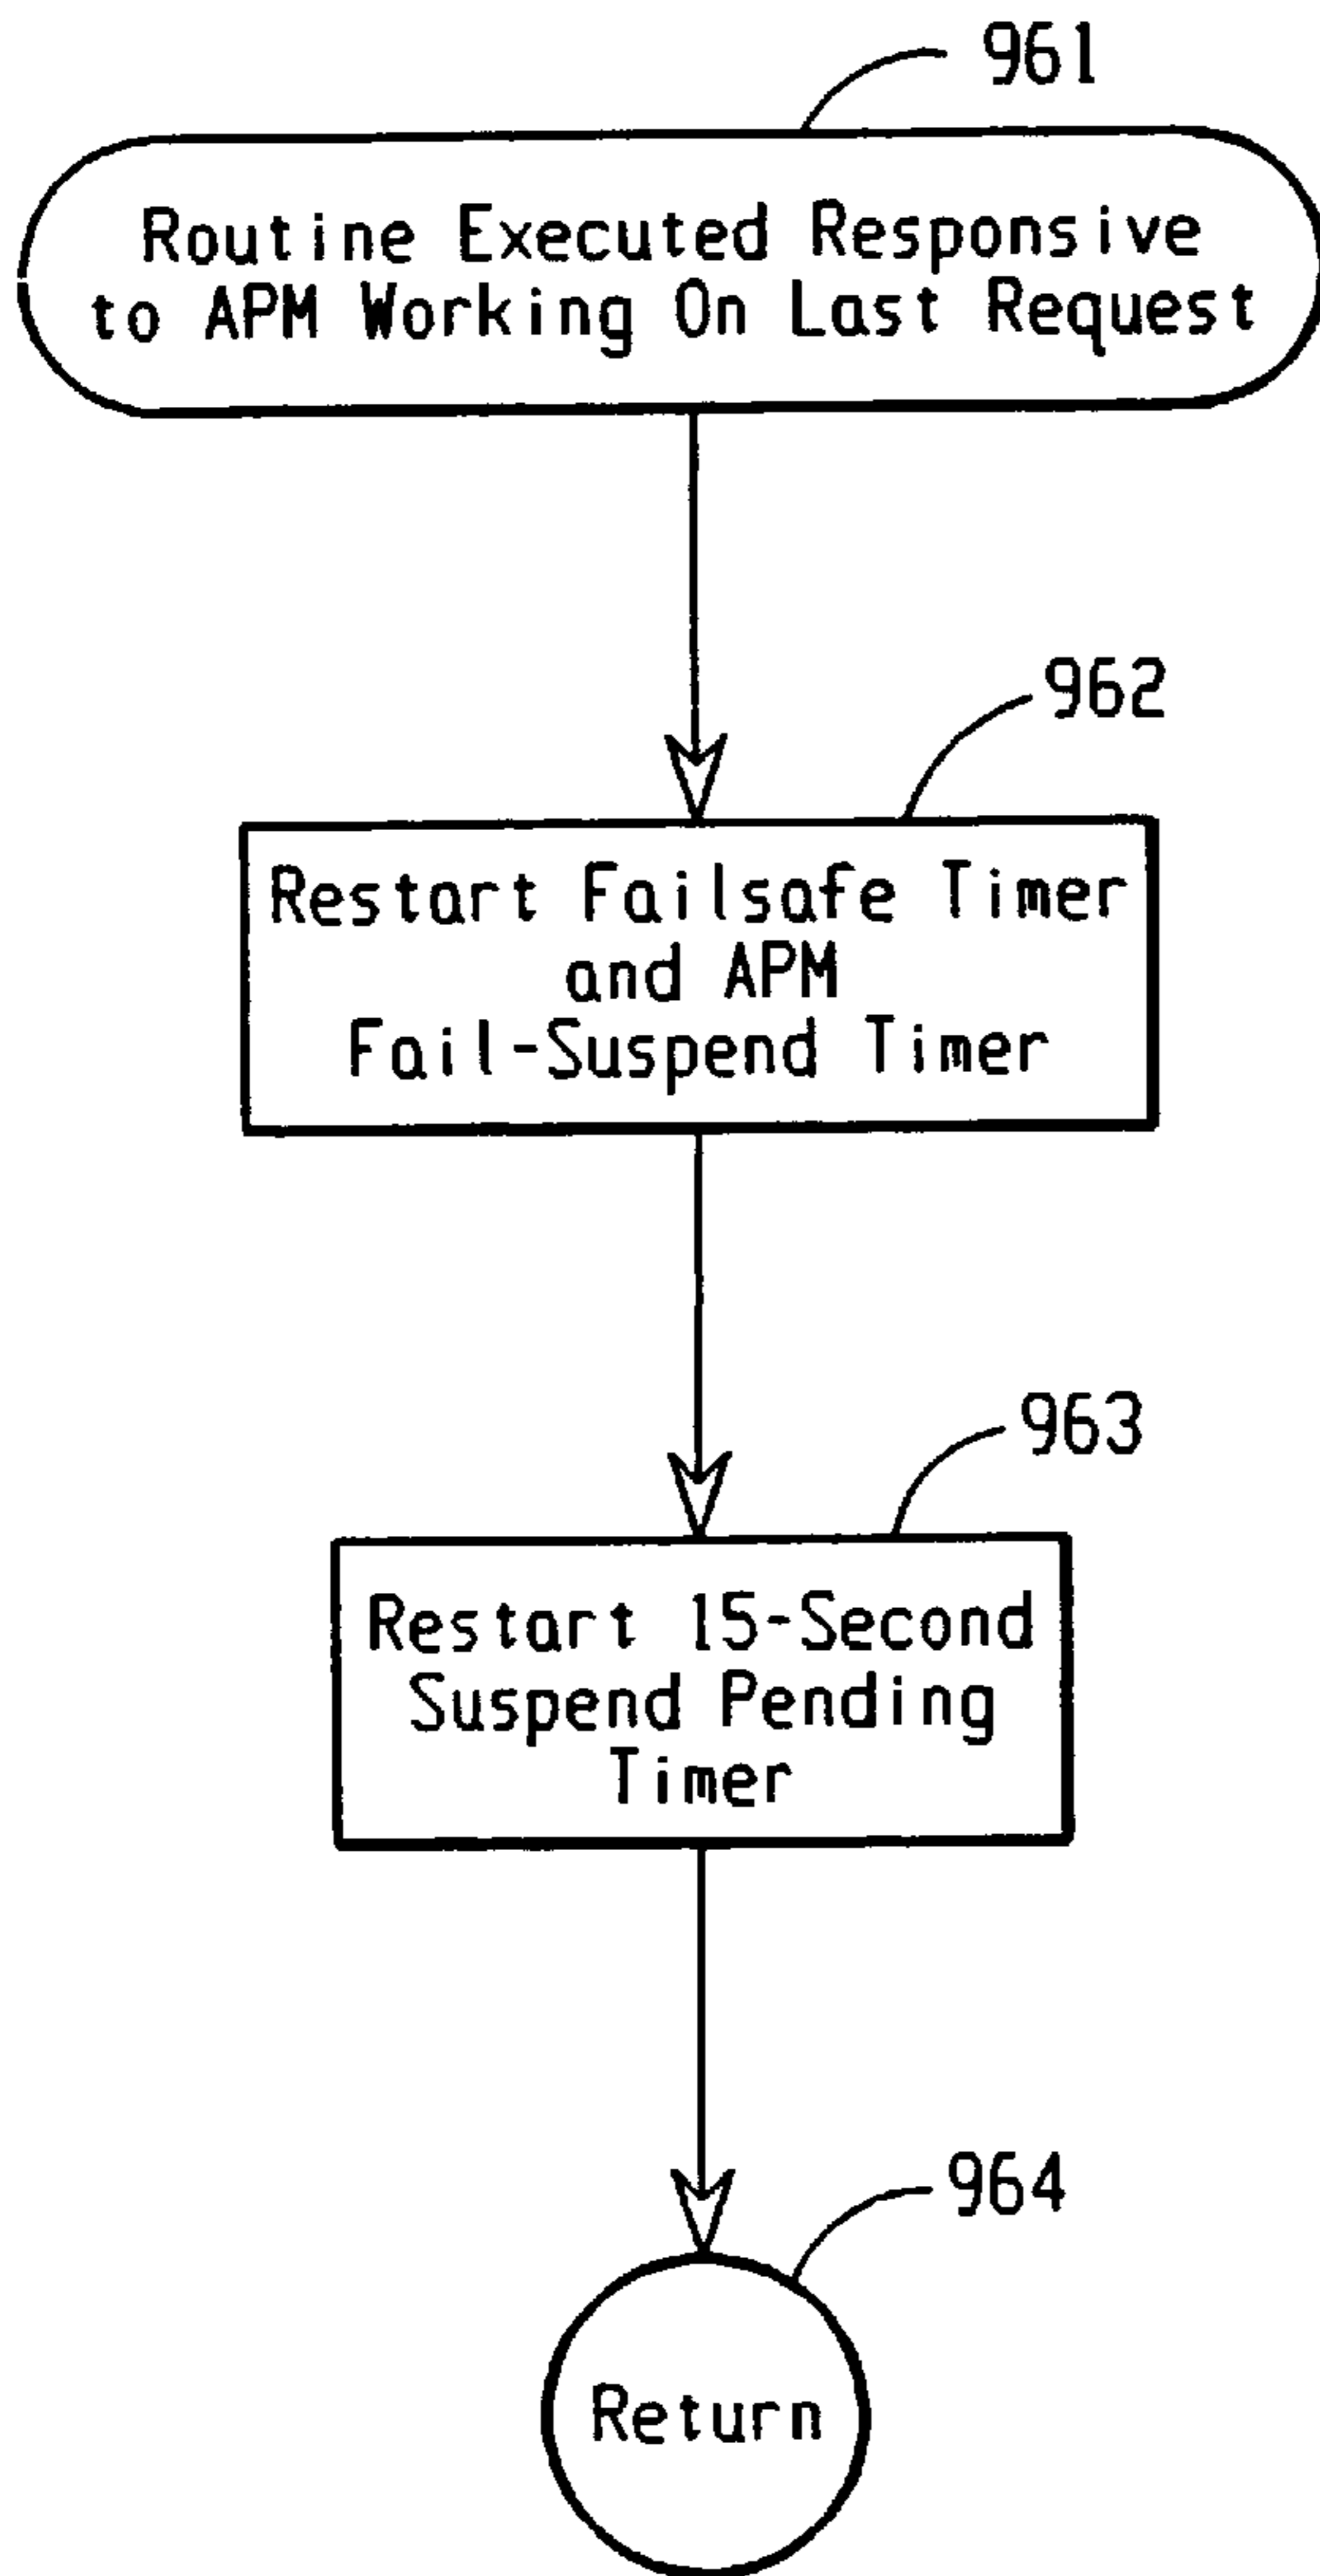 961
Routine Executed Responsive
to APM Working On Last Request
962
Restart Failsafe Timer
and APM
Fail-Suspend Timer
963
Restart 15-Second
Suspend Pending
Timer
964
Return